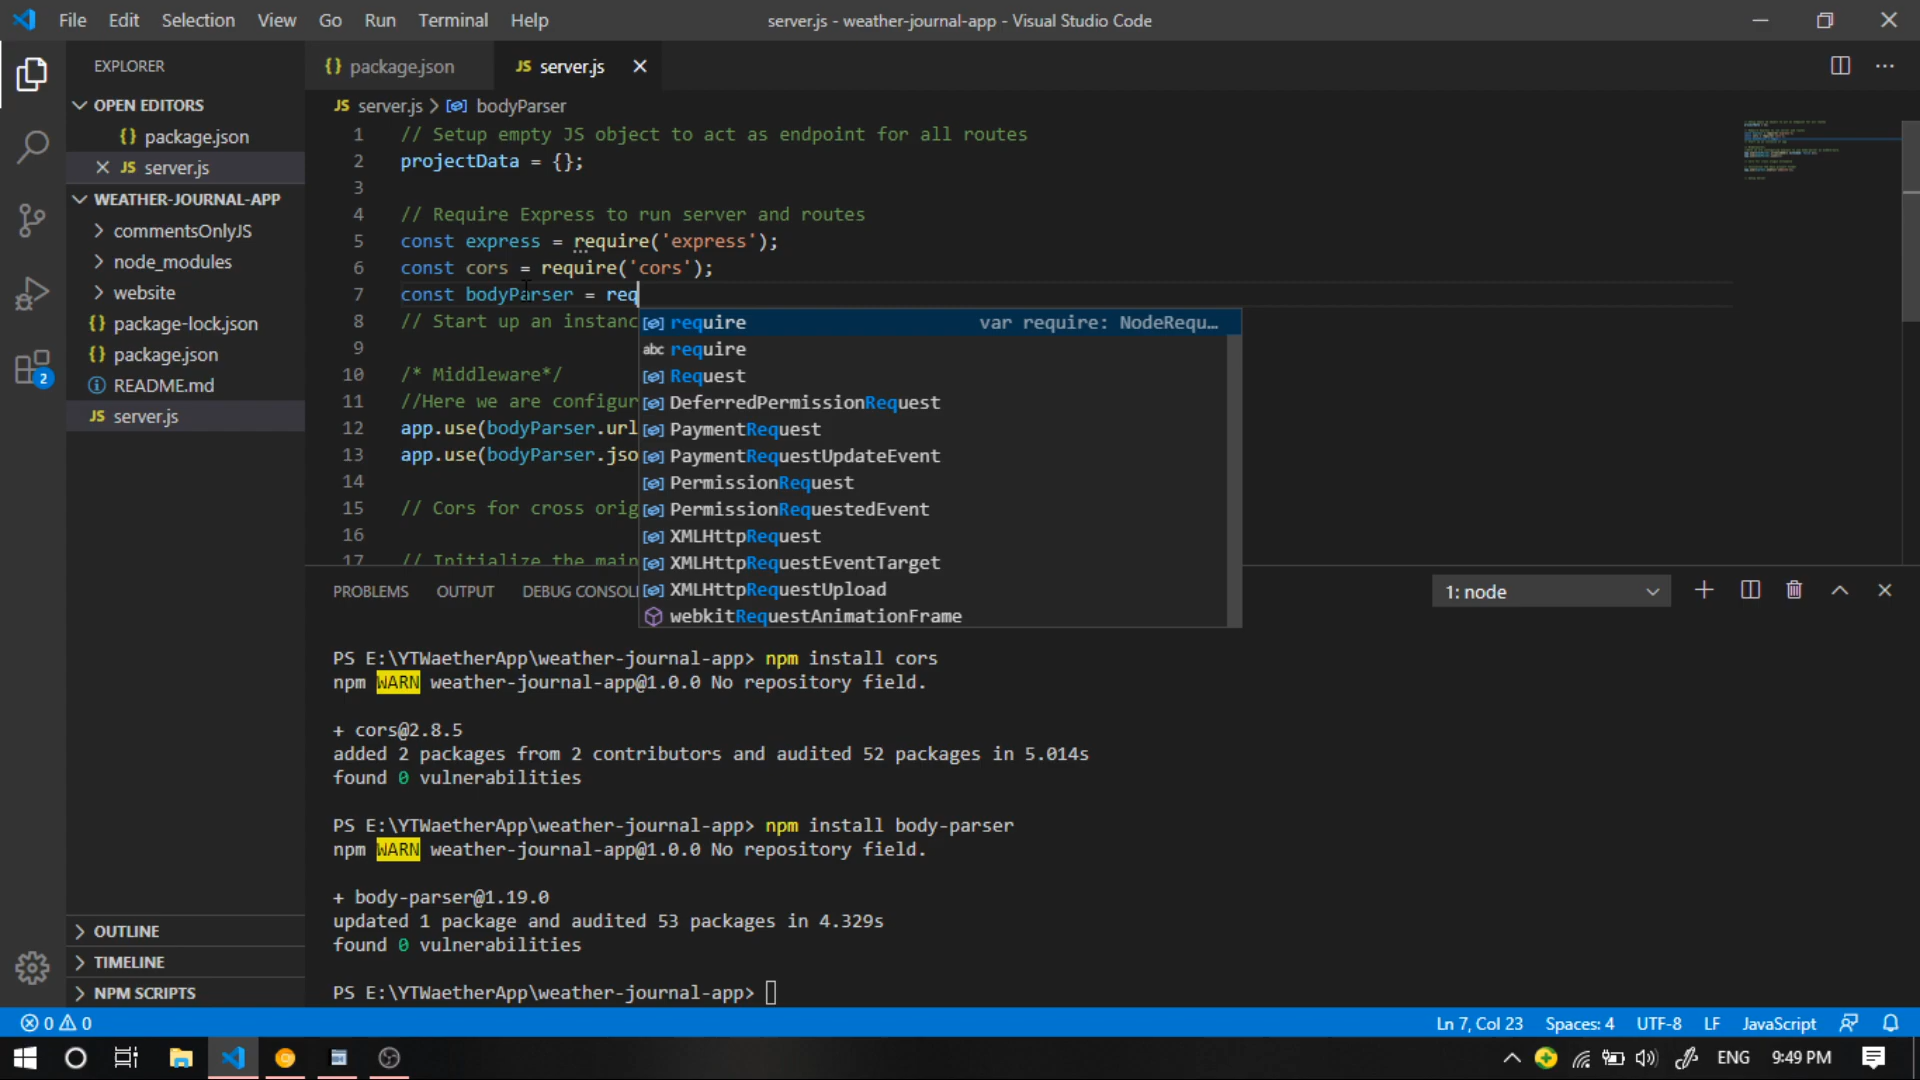 File Edit Selection View Go Run Terminal Help
server.js - weather-journal-app - Visual Studio Code
EXPLORER
OPEN EDITORS
{} package.json
JS server.js
WEATHER-JOURNAL-APP
commentsOnlyJS
node_modules
website
{} package-lock.json
{} package.json
README.md
JS server.js
OUTLINE
TIMELINE
NPM SCRIPTS
2
{} package.json
JS server.js
JS server.js > bodyParser
1 // Setup empty JS object to act as endpoint for all routes
2 projectData = {};
3
4 // Require Express to run server and routes
5 const express = require('express');
6 const cors = require('cors');
7 const bodyParser = req
8 // Start up an instanc
9
10 /* Middleware*/
11 //Here we are configur
12 app.use(bodyParser.url
13 app.use(bodyParser.jso
14
15 // Cors for cross orig
16
17 // Initialize the main
require var require: NodeRequ...
abc require
Request
DeferredPermissionRequest
PaymentRequest
PaymentRequestUpdateEvent
PermissionRequest
PermissionRequestedEvent
XMLHttpRequest
XMLHttpRequestEventTarget
XMLHttpRequestUpload
webkitRequestAnimationFrame
PROBLEMS OUTPUT DEBUG CONSOL
1: node
PS E:\YTWaetherApp\weather-journal-app> npm install cors
npm WARN weather-journal-app@1.0.0 No repository field.
+ cors@2.8.5
added 2 packages from 2 contributors and audited 52 packages in 5.014s
found 0 vulnerabilities
PS E:\YTWaetherApp\weather-journal-app> npm install body-parser
npm WARN weather-journal-app@1.0.0 No repository field.
+ body-parser@1.19.0
updated 1 package and audited 53 packages in 4.329s
found 0 vulnerabilities
PS E:\YTWaetherApp\weather-journal-app>
0 0
Ln 7, Col 23 Spaces: 4 UTF-8 LF JavaScript
ENG 9:49 PM